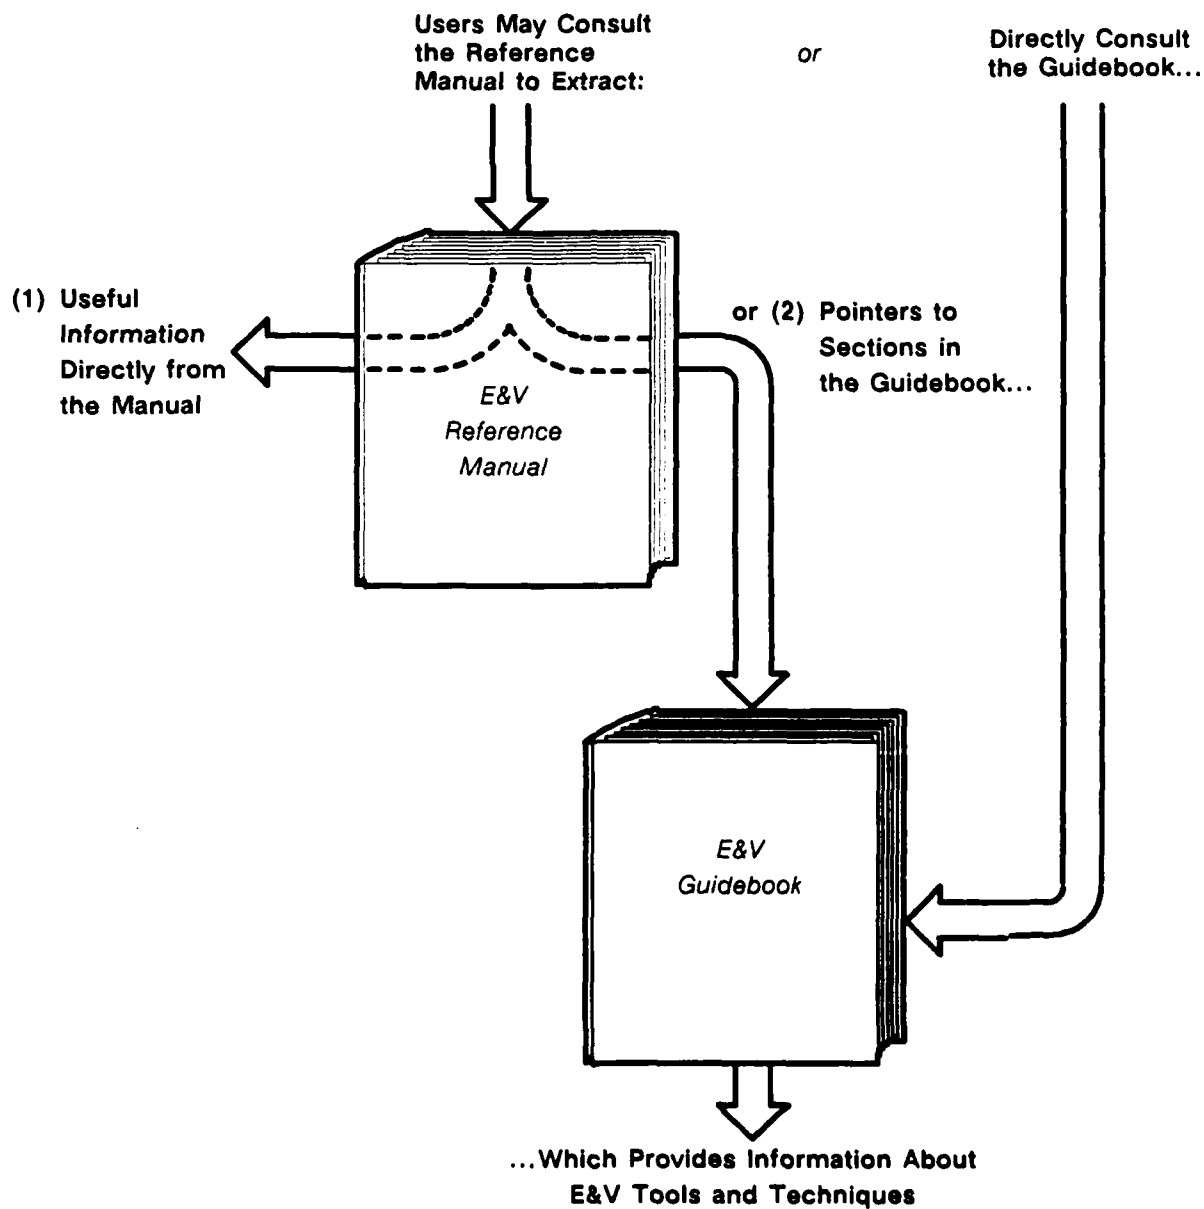 Users May Consult
the Reference
Manual to Extract:
or
Directly Consult
the Guidebook...
(1) Useful
Information
Directly from
the Manual
or (2) Pointers to
Sections in
the Guidebook...
E&V
Reference
Manual
E&V
Guidebook
...Which Provides Information About
E&V Tools and Techniques